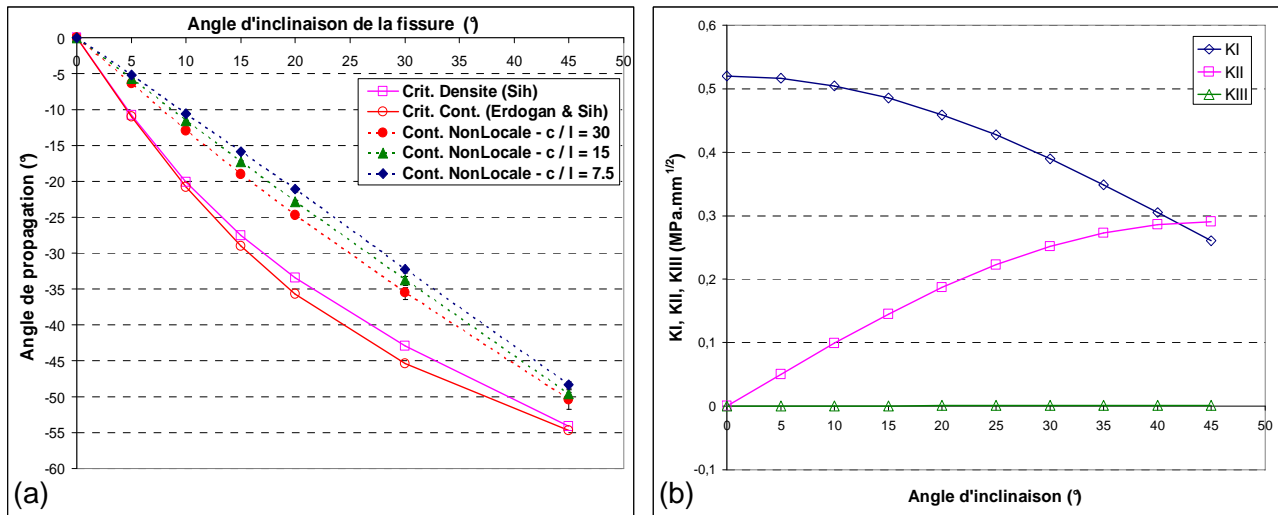 Angle d'inclinaison de la fissure (°)
0 5 10 15 20 25 30 35 40 45 50
0
-5
-10
-15
-20
-25
-30
-35
-40
-45
-50
-55
-60
Angle de propagation (°)
Crit. Densite (Sih)
Crit. Cont. (Erdogan & Sih)
Cont. NonLocale - c / l = 30
Cont. NonLocale - c / l = 15
Cont. NonLocale - c / l = 7.5
(a)
0,6
0,5
0,4
0,3
0,2
0,1
0
-0,1
KI, KII, KIII (MPa.mm^1/2)
KI
KII
KIII
0 5 10 15 20 25 30 35 40 45 50
Angle d'inclinaison (°)
(b)